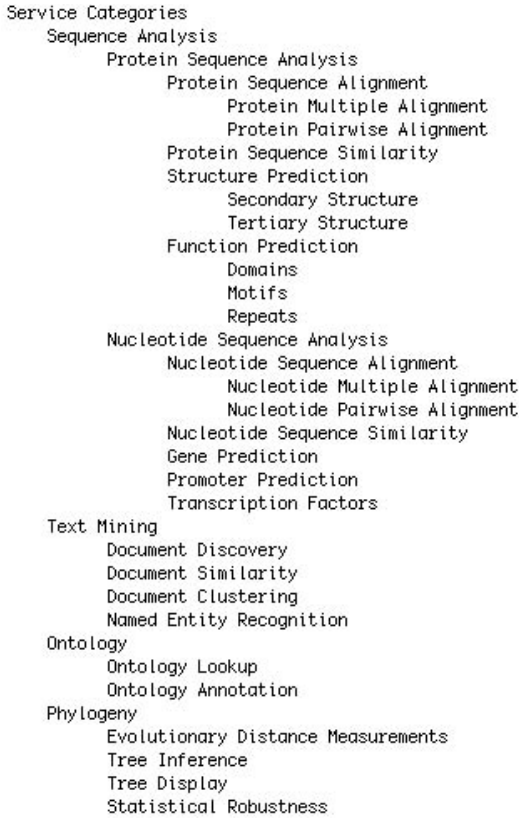 Service Categories
Sequence Analysis
Protein Sequence Analysis
Protein Sequence Alignment
Protein Multiple Alignment
Protein Pairwise Alignment
Protein Sequence Similarity
Structure Prediction
Secondary Structure
Tertiary Structure
Function Prediction
Domains
Motifs
Repeats
Nucleotide Sequence Analysis
Nucleotide Sequence Alignment
Nucleotide Multiple Alignment
Nucleotide Pairwise Alignment
Nucleotide Sequence Similarity
Gene Prediction
Promoter Prediction
Transcription Factors
Text Mining
Document Discovery
Document Similarity
Document Clustering
Named Entity Recognition
Ontology
Ontology Lookup
Ontology Annotation
Phylogeny
Evolutionary Distance Measurements
Tree Inference
Tree Display
Statistical Robustness